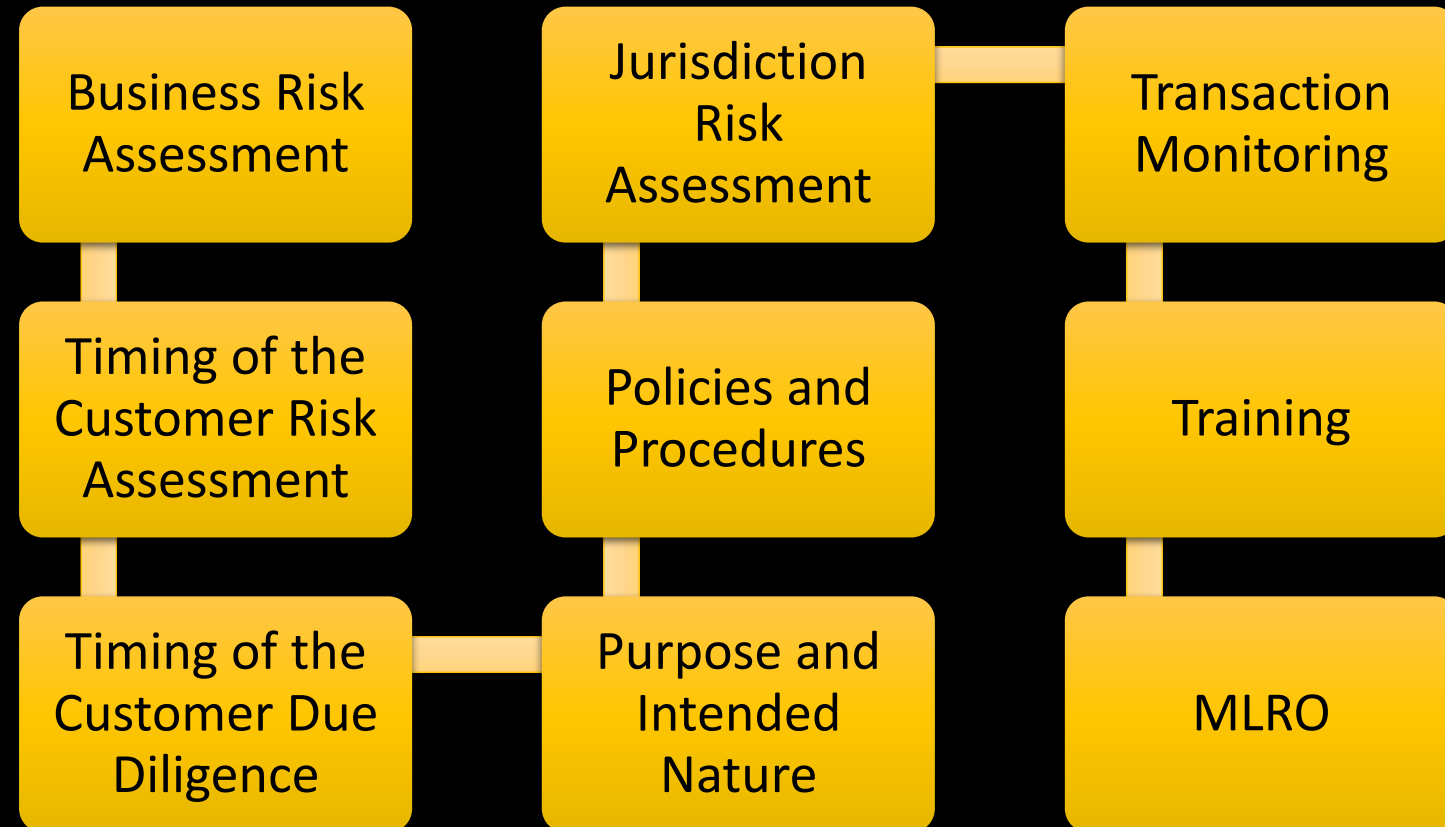 Business Risk
Assessment
Timing of the
Customer Risk
Assessment
Timing of the
Customer Due
Diligence
Purpose and
Intended
Nature
Policies and
Procedures
Jurisdiction
Risk
Assessment
Transaction
Monitoring
Training
MLRO